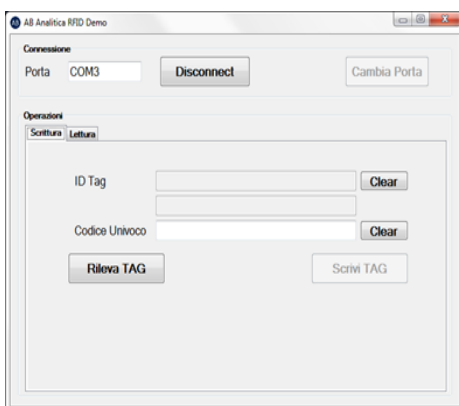 AB Analitica RFID Demo
Connessione
Porta COM3 Disconnect Cambia Porta
Operazioni
Scrittura Lettura
ID Tag Clear
Codice Univoco Clear
Rileva TAG Scrivi TAG